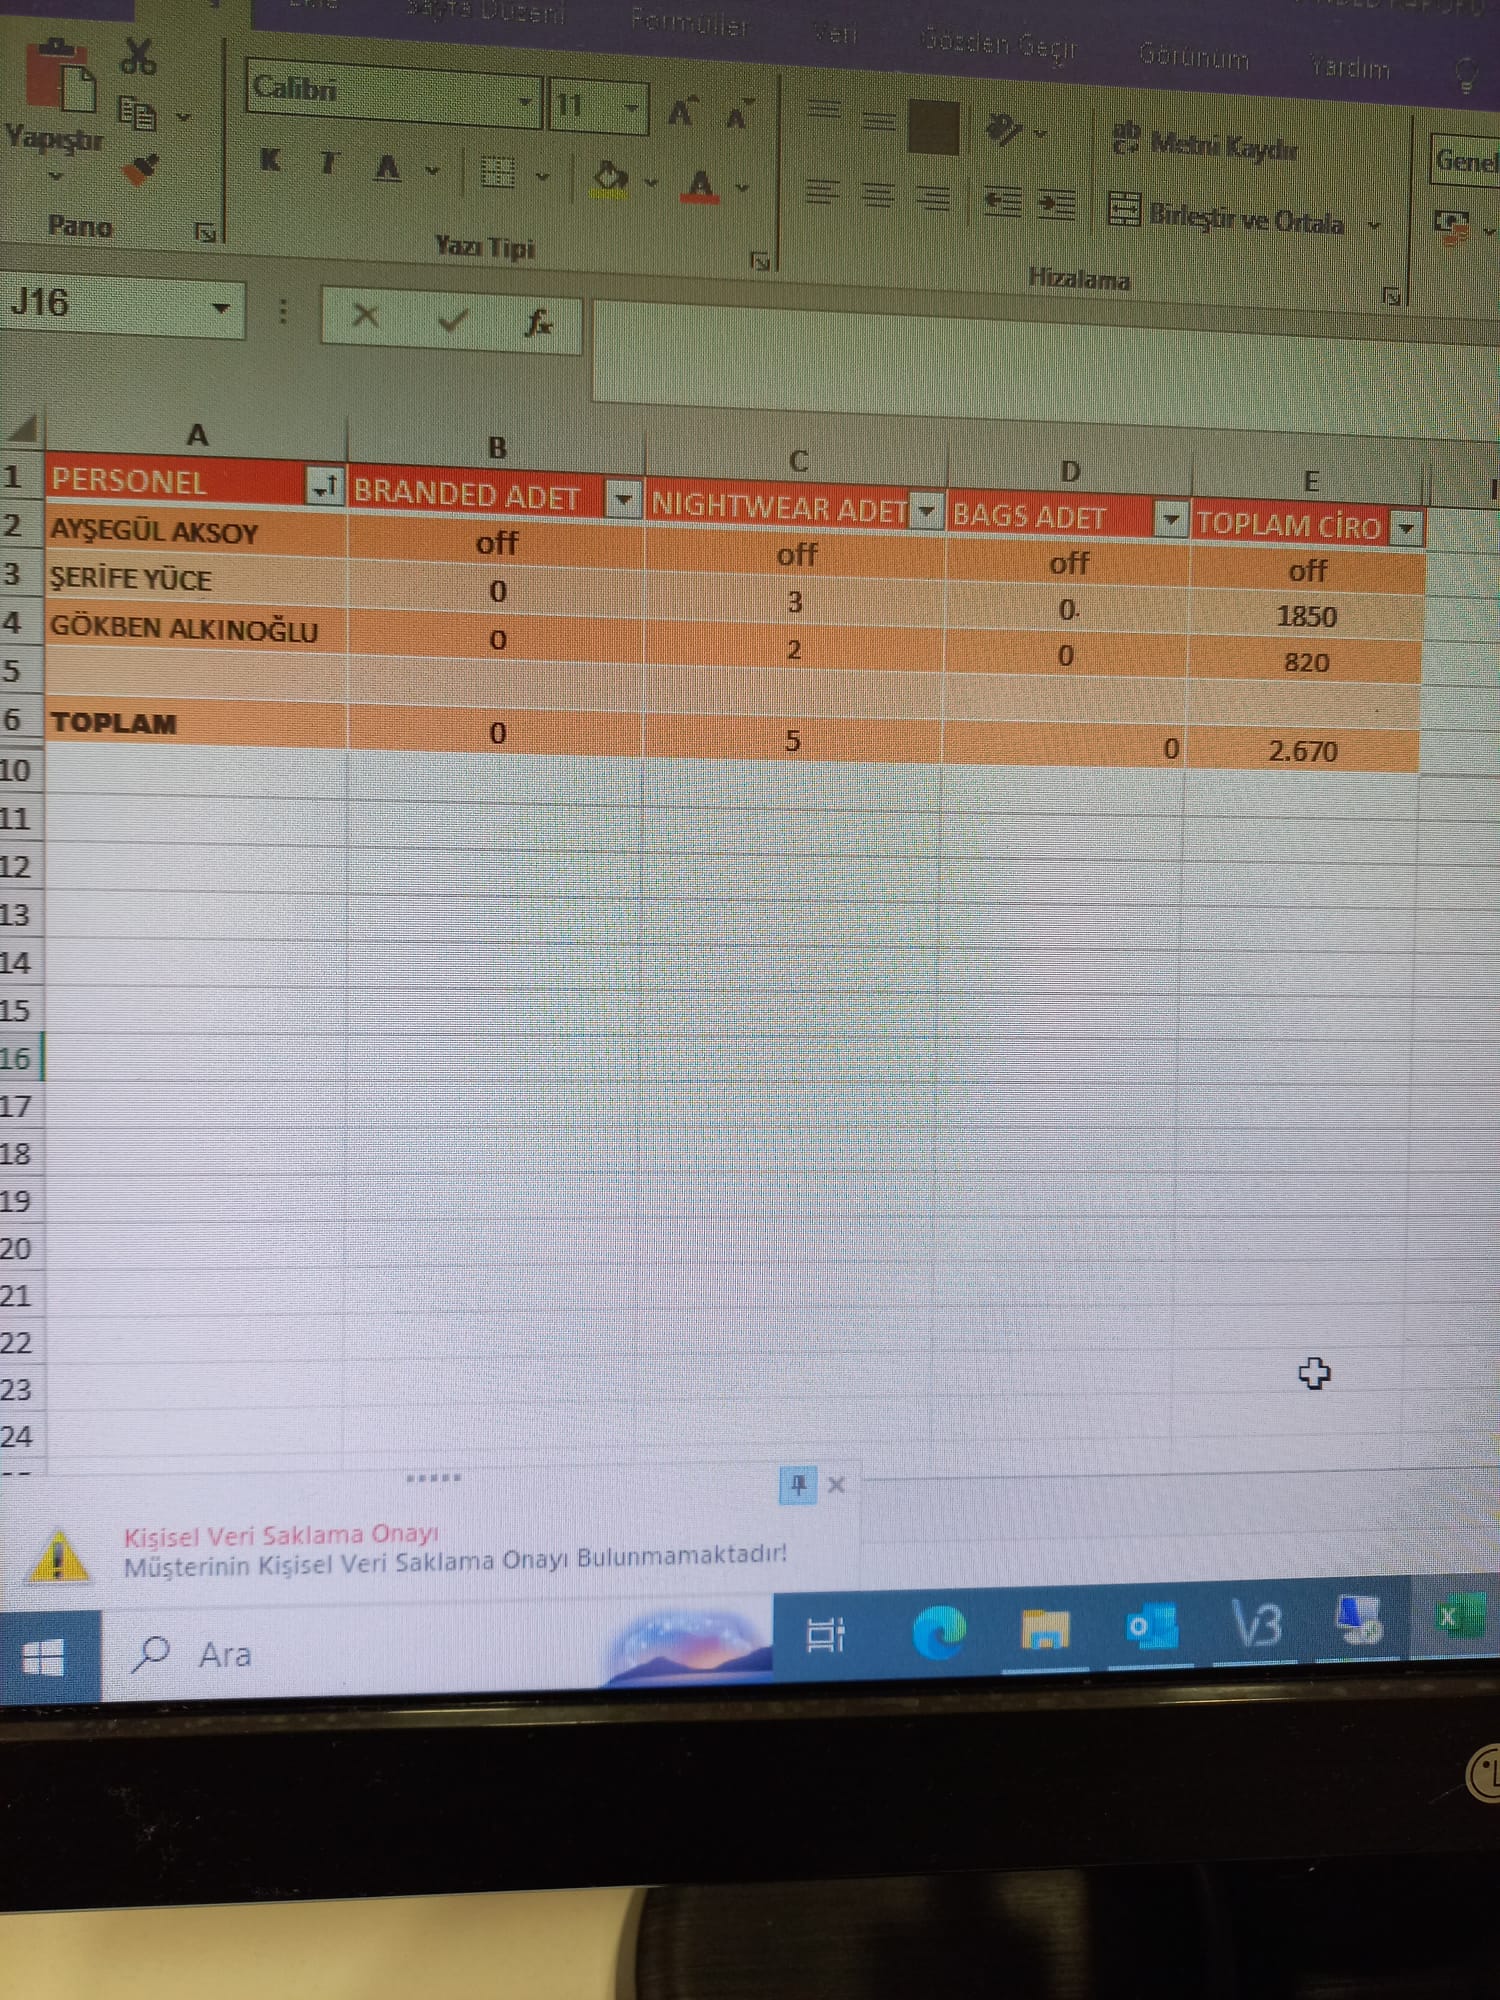 Sayfa Düzeni Formüller Veri Gözden Geçir Görünüm Yardım
Calibri 11
Yapıştır
K T A
Metni Kaydır
Genel
Birleştir ve Ortala
Pano
Yazı Tipi
Hizalama
J16
fx
A B C D E
1 PERSONEL BRANDED ADET NIGHTWEAR ADET BAGS ADET TOPLAM CİRO
2 AYŞEGÜL AKSOY off off off off
3 ŞERİFE YÜCE 0 3 0 1850
4 GÖKBEN ALKINOĞLU 0 2 0 820
5
6 TOPLAM 0 5 0 2.670
10
11
12
13
14
15
16
17
18
19
20
21
22
23
24
Kişisel Veri Saklama Onayı
Müşterinin Kişisel Veri Saklama Onayı Bulunmamaktadır!
Ara
V3